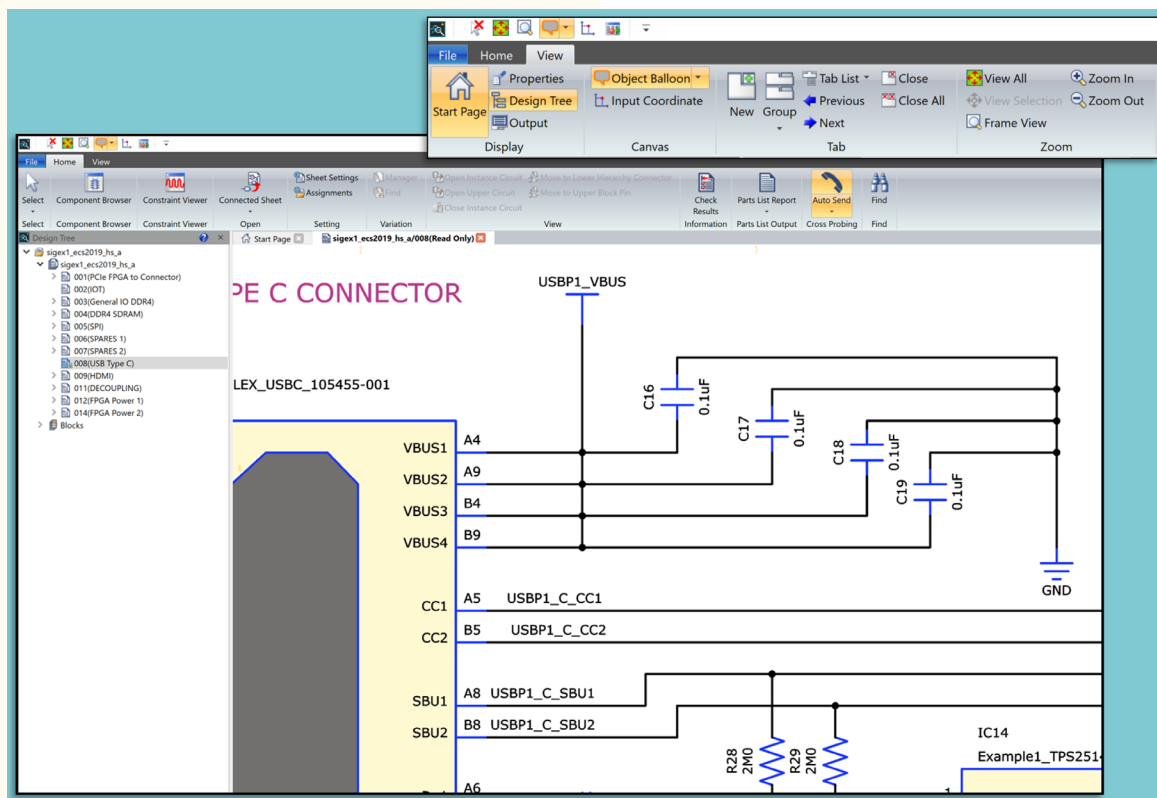 File Home View
Start Page
Properties
Design Tree
Output
Display
Object Balloon
Input Coordinate
Canvas
New
Group
Tab List
Previous
Next
Close
Close All
Tab
View All
View Selection
Frame View
Zoom In
Zoom Out
Zoom
File Home View
Select
Component Browser
Constraint Viewer
Connected Sheet
Sheet Settings
Assignments
Manager
Find
Open Instance Circuit
Open Upper Circuit
Close Instance Circuit
Move to Lower Hierarchy Connector
Move to Upper Block Pin
Check Results
Parts List Report
Auto Send
Find
Select Component Browser Constraint Viewer Open Setting Variation View Information Parts List Output Cross Probing Find
Design Tree
Start Page
sigex1_ecs2019_hs_a/008(Read Only)
sigex1_ecs2019_hs_a
sigex1_ecs2019_hs_a
001(PCIe FPGA to Connector)
002(IOT)
003(General IO DDR4)
004(DDR4 SDRAM)
005(SPI)
006(SPARES 1)
007(SPARES 2)
008(USB Type C)
009(HDMI)
011(DECOUPLING)
012(FPGA Power 1)
014(FPGA Power 2)
Blocks
1
1
PE C CONNECTOR
USBP1_VBUS
LEX_USBC_105455-001
C16
0.1uF
C17
0.1uF
C18
0.1uF
C19
0.1uF
VBUS1 A4
VBUS2 A9
VBUS3 B4
VBUS4 B9
GND
CC1 A5 USBP1_C_CC1
CC2 B5 USBP1_C_CC2
SBU1 A8 USBP1_C_SBU1
SBU2 B8 USBP1_C_SBU2
R28
2M0
R29
2M0
IC14
Example1_TPS251
A6
1